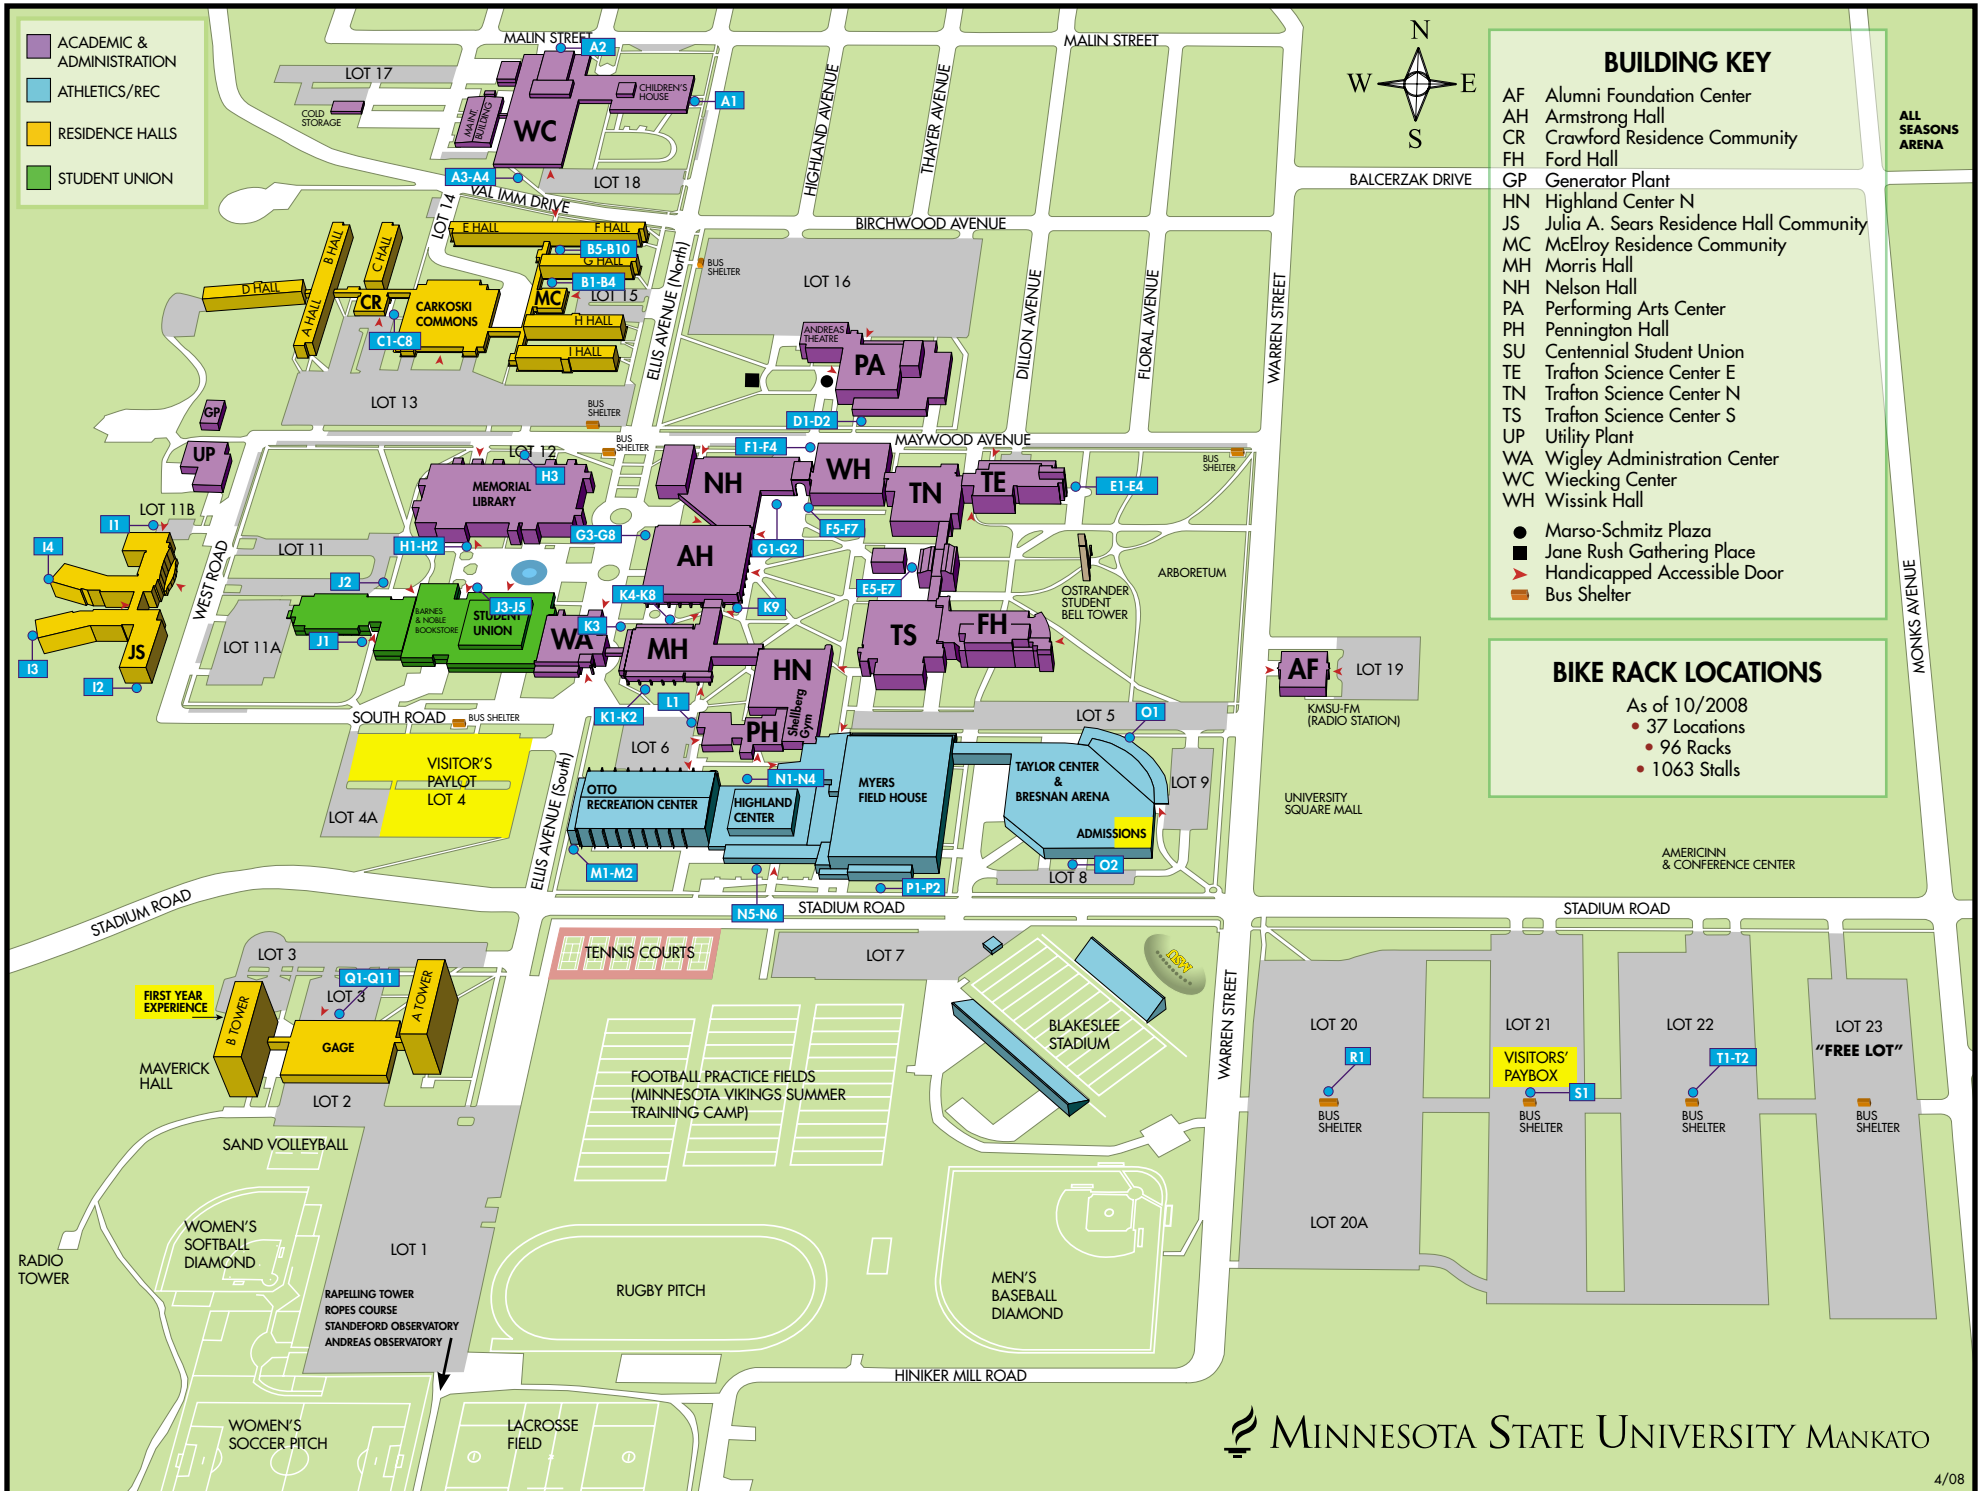 ACADEMIC &
ADMINISTRATION
ATHLETICS/REC
RESIDENCE HALLS
STUDENT UNION
MALIN STREET
A2
MALIN STREET
LOT 17
COLD
STORAGE
MAINT
BUILDING
WC
CHILDREN'S
HOUSE
A1
HIGHLAND AVENUE
THAYER AVENUE
A3-A4
LOT 18
VAL IMM DRIVE
LOT 14
BIRCHWOOD AVENUE
BALCERZAK DRIVE
ALL
SEASONS
ARENA
N
W
E
S
BUILDING KEY
AF Alumni Foundation Center
AH Armstrong Hall
CR Crawford Residence Community
FH Ford Hall
GP Generator Plant
HN Highland Center N
JS Julia A. Sears Residence Hall Community
MC McElroy Residence Community
MH Morris Hall
NH Nelson Hall
PA Performing Arts Center
PH Pennington Hall
SU Centennial Student Union
TE Trafton Science Center E
TN Trafton Science Center N
TS Trafton Science Center S
UP Utility Plant
WA Wigley Administration Center
WC Wiecking Center
WH Wissink Hall
Marso-Schmitz Plaza
Jane Rush Gathering Place
Handicapped Accessible Door
Bus Shelter
BIKE RACK LOCATIONS
As of 10/2008
• 37 Locations
• 96 Racks
• 1063 Stalls
E HALL
F HALL
B5-B10
G HALL
B1-B4
MC
LOT 15
H HALL
I HALL
B HALL
C HALL
D HALL
A HALL
CR
CARKOSKI
COMMONS
C1-C8
ELLIS AVENUE (North)
BUS
SHELTER
LOT 16
ANDREAS
THEATRE
PA
D1-D2
DILLON AVENUE
FLORAL AVENUE
WARREN STREET
LOT 13
BUS
SHELTER
GP
UP
LOT 12
BUS
SHELTER
MAYWOOD AVENUE
BUS
SHELTER
MEMORIAL
LIBRARY
H3
F1-F4
NH
WH
TN
TE
E1-E4
F5-F7
G3-G8
AH
G1-G2
E5-E7
H1-H2
LOT 11B
I1
I4
I3
I2
JS
WEST ROAD
LOT 11
LOT 11A
J2
J1
BARNES
& NOBLE
BOOKSTORE
STUDENT
UNION
J3-J5
WA
K3
K4-K8
K9
MH
K1-K2
HN
Shellberg
Gym
PH
L1
TS
FH
OSTRANDER
STUDENT
BELL TOWER
ARBORETUM
MONKS AVENUE
AF
LOT 19
KMSU-FM
(RADIO STATION)
SOUTH ROAD
BUS SHELTER
VISITOR'S
PAYLOT
LOT 4
LOT 4A
ELLIS AVENUE (South)
LOT 6
LOT 5
O1
OTTO
RECREATION CENTER
N1-N4
HIGHLAND
CENTER
MYERS
FIELD HOUSE
TAYLOR CENTER
&
BRESNAN ARENA
ADMISSIONS
LOT 9
UNIVERSITY
SQUARE MALL
AMERICINN
& CONFERENCE CENTER
M1-M2
N5-N6
P1-P2
O2
LOT 8
STADIUM ROAD
STADIUM ROAD
STADIUM ROAD
LOT 3
Q1-Q11
LOT 3
A TOWER
B TOWER
FIRST YEAR
EXPERIENCE
GAGE
MAVERICK
HALL
LOT 2
TENNIS COURTS
LOT 7
MSU
BLAKESLEE
STADIUM
WARREN STREET
FOOTBALL PRACTICE FIELDS
(MINNESOTA VIKINGS SUMMER
TRAINING CAMP)
LOT 20
R1
BUS
SHELTER
LOT 21
VISITORS'
PAYBOX
S1
BUS
SHELTER
LOT 22
T1-T2
BUS
SHELTER
LOT 23
"FREE LOT"
BUS
SHELTER
LOT 20A
SAND VOLLEYBALL
WOMEN'S
SOFTBALL
DIAMOND
RADIO
TOWER
LOT 1
RAPELLING TOWER
ROPES COURSE
STANDEFORD OBSERVATORY
ANDREAS OBSERVATORY
RUGBY PITCH
MEN'S
BASEBALL
DIAMOND
HINIKER MILL ROAD
WOMEN'S
SOCCER PITCH
LACROSSE
FIELD
MINNESOTA STATE UNIVERSITY MANKATO
4/08